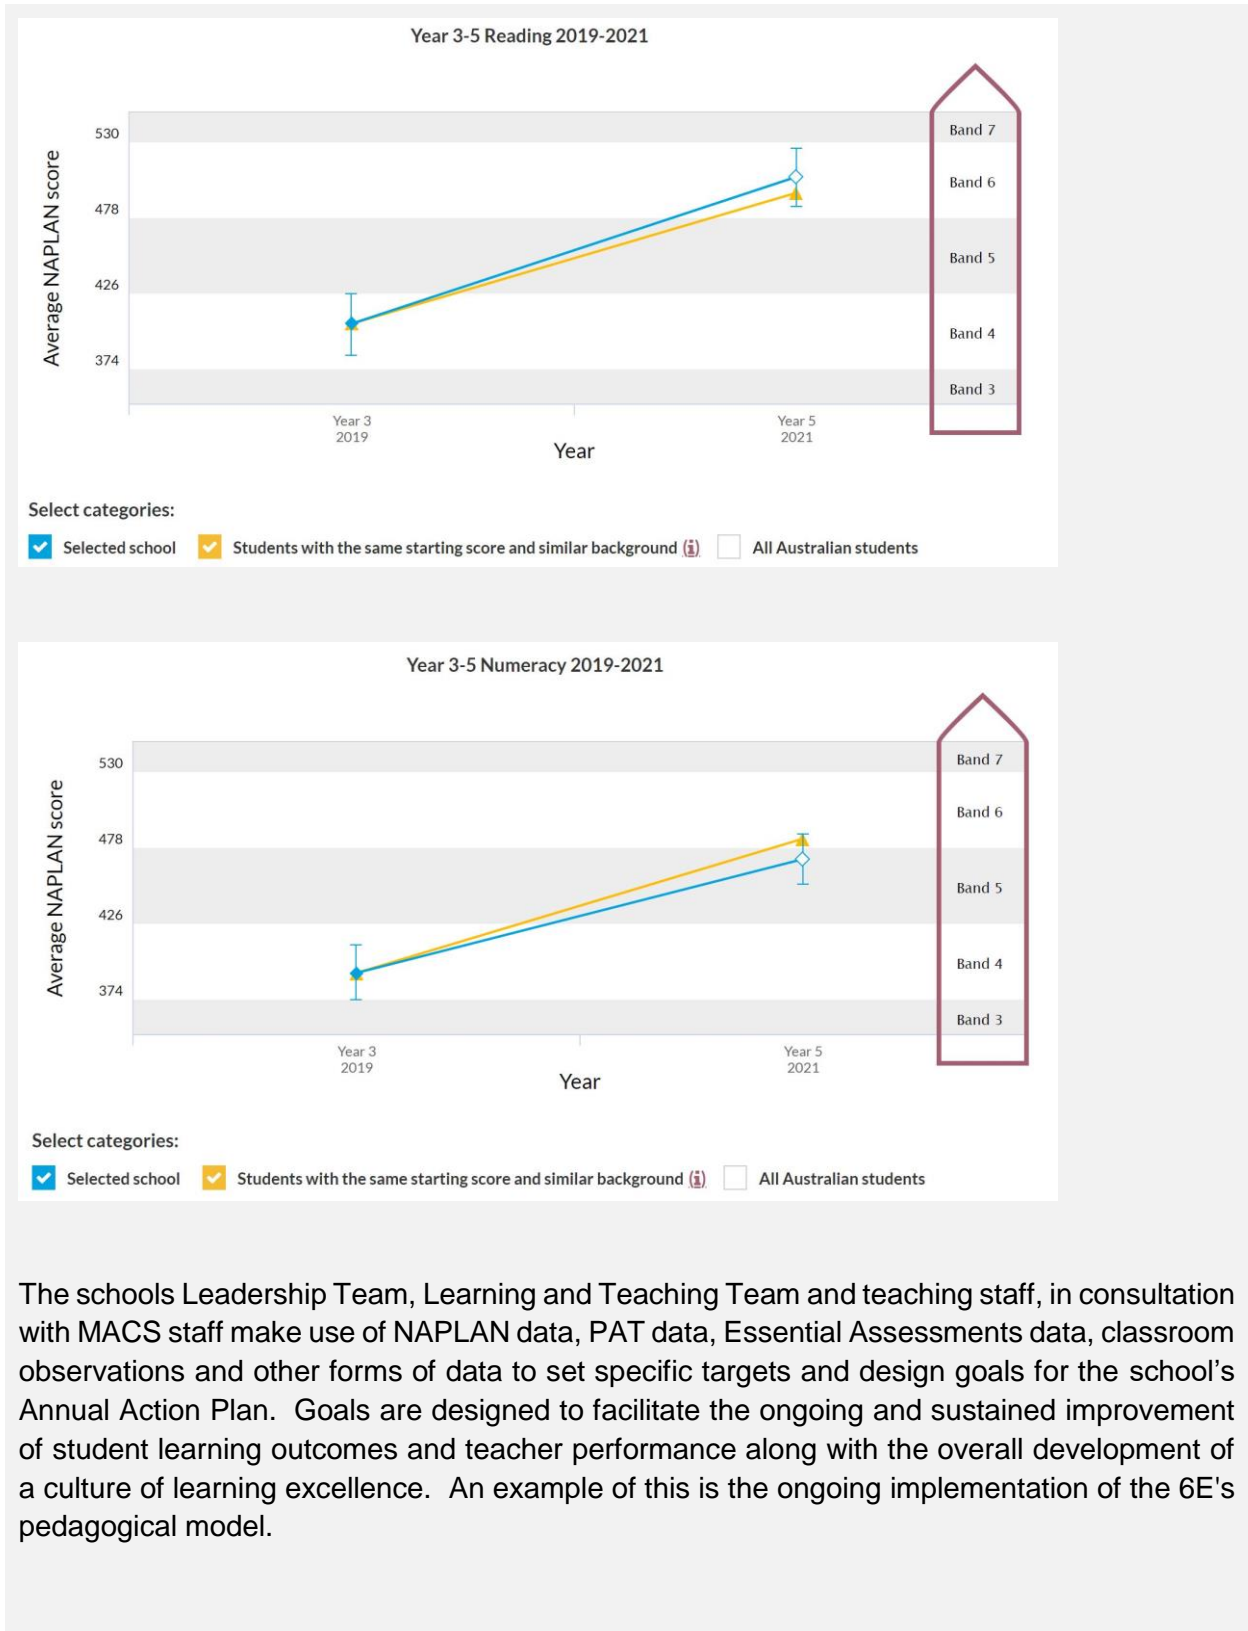 Year 3-5 Reading 2019-2021
Average NAPLAN score
530
478
426
374
Band 7
Band 6
Band 5
Band 4
Band 3
Year 3
2019
Year 5
2021
Year
Select categories:
Selected school Students with the same starting score and similar background (i) All Australian students
Year 3-5 Numeracy 2019-2021
Average NAPLAN score
530
478
426
374
Band 7
Band 6
Band 5
Band 4
Band 3
Year 3
2019
Year 5
2021
Year
Select categories:
Selected school Students with the same starting score and similar background (i) All Australian students
The schools Leadership Team, Learning and Teaching Team and teaching staff, in consultation
with MACS staff make use of NAPLAN data, PAT data, Essential Assessments data, classroom
observations and other forms of data to set specific targets and design goals for the school’s
Annual Action Plan. Goals are designed to facilitate the ongoing and sustained improvement
of student learning outcomes and teacher performance along with the overall development of
a culture of learning excellence. An example of this is the ongoing implementation of the 6E's
pedagogical model.